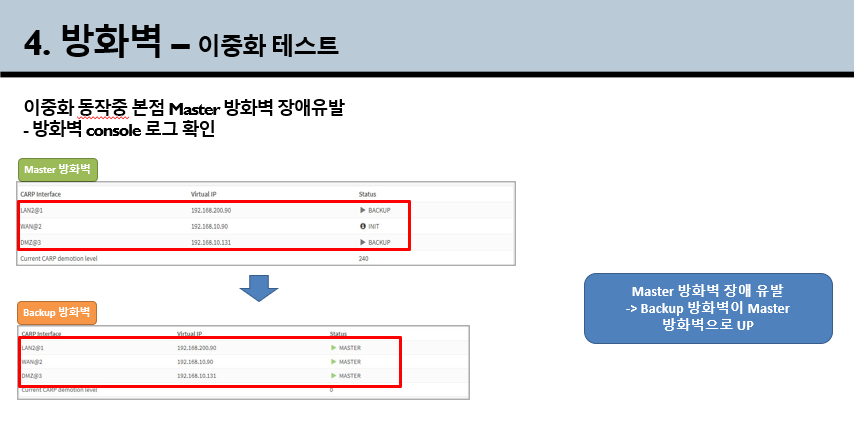 4. 방화벽 – 이중화 테스트
이중화 동작중 본점 Master 방화벽 장애유발
- 방화벽 console 로그 확인
Master 방화벽
CARP Interface Virtual IP Status
LAN2@1 192.168.200.90 BACKUP
WAN@2 192.168.10.90 INIT
DMZ@3 192.168.10.131 BACKUP
Current CARP demotion level 240
Backup 방화벽
CARP Interface Virtual IP Status
LAN2@1 192.168.200.90 MASTER
WAN@2 192.168.10.90 MASTER
DMZ@3 192.168.10.131 MASTER
Current CARP demotion level 0
Master 방화벽 장애 유발
-> Backup 방화벽이 Master
방화벽으로 UP